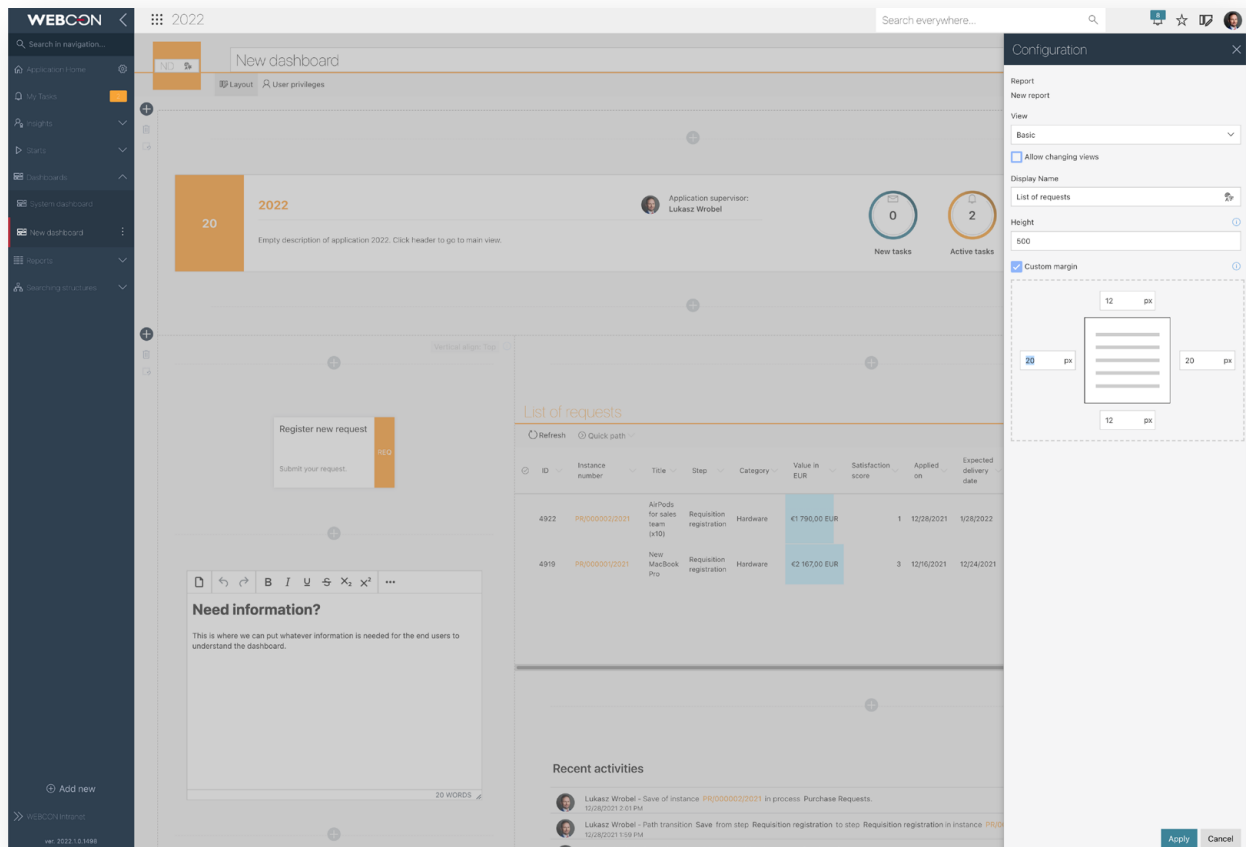 WEBCON
2022
Search everywhere...
8
Search in navigation...
Application Home
My Tasks
Insights
Starts
Dashboards
System dashboard
New dashboard
Reports
Searching structures
Add new
WEBCON Intranet
ver. 2022.1.0.1498
ND
New dashboard
Layout
User privileges
20
2022
Empty description of application 2022. Click header to go to main view.
Application supervisor:
Lukasz Wrobel
0
New tasks
2
Active tasks
Vertical align: Top
Register new request
Submit your request.
REQ
Need information?
This is where we can put whatever information is needed for the end users to
understand the dashboard.
20 WORDS
List of requests
Refresh
Quick path
ID
Instance
number
Title
Step
Category
Value in
EUR
Satisfaction
score
Applied
on
Expected
delivery
date
4922
PR/000002/2021
AirPods
for sales
team
(x10)
Requisition
registration
Hardware
€1 790,00 EUR
1
12/28/2021
1/28/2022
4919
PR/000001/2021
New
MacBook
Pro
Requisition
registration
Hardware
€2 167,00 EUR
3
12/16/2021
12/24/2021
Recent activities
Lukasz Wrobel - Save of instance PR/000002/2021 in process Purchase Requests.
12/28/2021 2:01 PM
Lukasz Wrobel - Path transition Save from step Requisition registration to step Requisition registration in instance
12/28/2021 1:59 PM
Configuration
Report
New report
View
Basic
Allow changing views
Display Name
List of requests
Height
500
Custom margin
12 px
20 px
20 px
12 px
Apply
Cancel